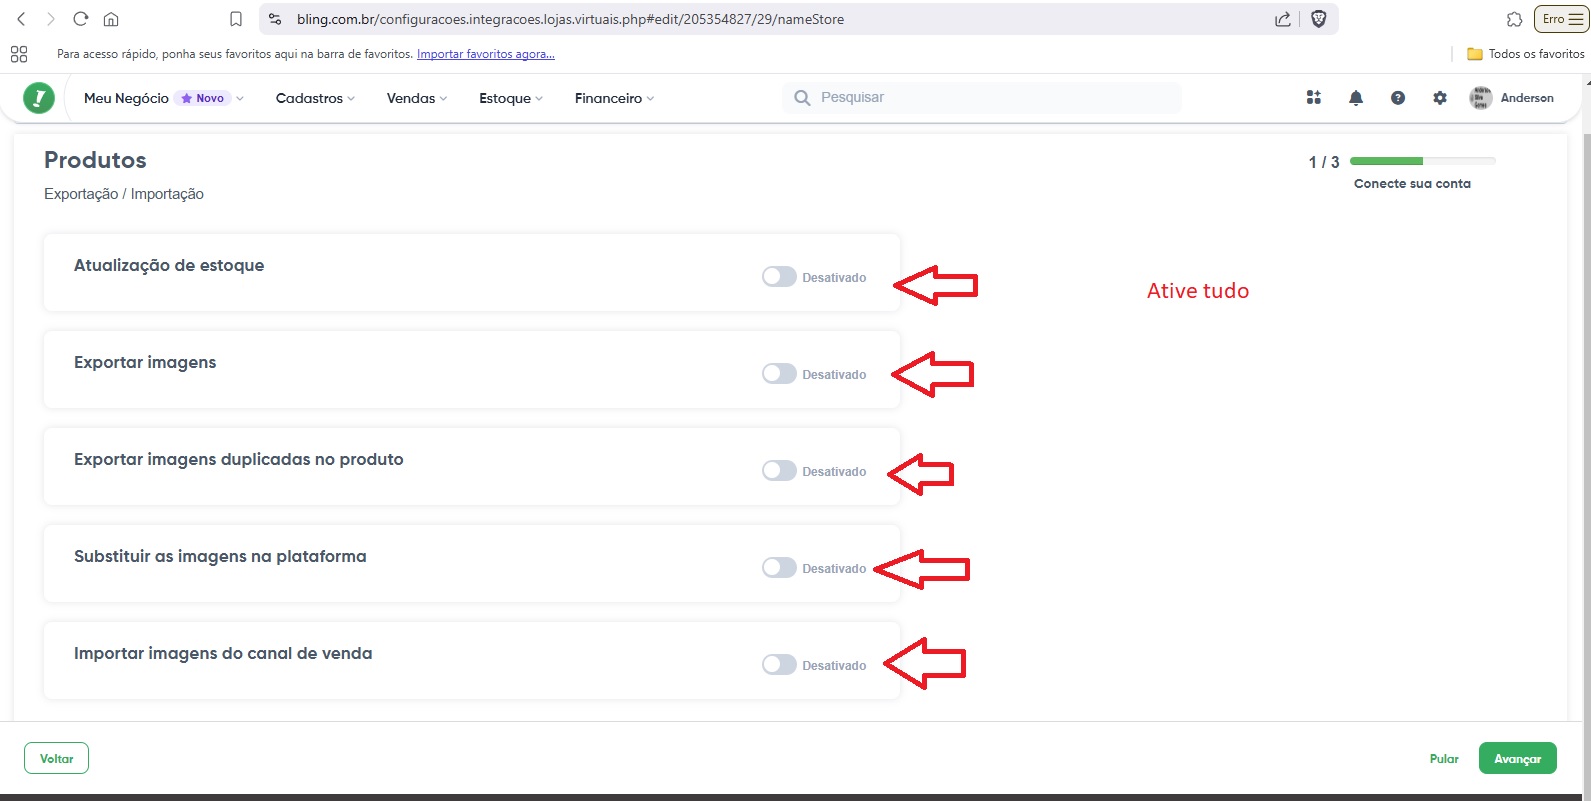 bling.com.br/configuracoes.integracoes.lojas.virtuais.php#edit/205354827/29/nameStore
Erro
Para acesso rápido, ponha seus favoritos aqui na barra de favoritos. Importar favoritos agora...
Todos os favoritos
Meu Negócio Novo Cadastros Vendas Estoque Financeiro Pesquisar Anderson
Produtos
1 / 3
Conecte sua conta
Exportação / Importação
Atualização de estoque
Desativado
Ative tudo
Exportar imagens
Desativado
Exportar imagens duplicadas no produto
Desativado
Substituir as imagens na plataforma
Desativado
Importar imagens do canal de venda
Desativado
Voltar Pular Avançar